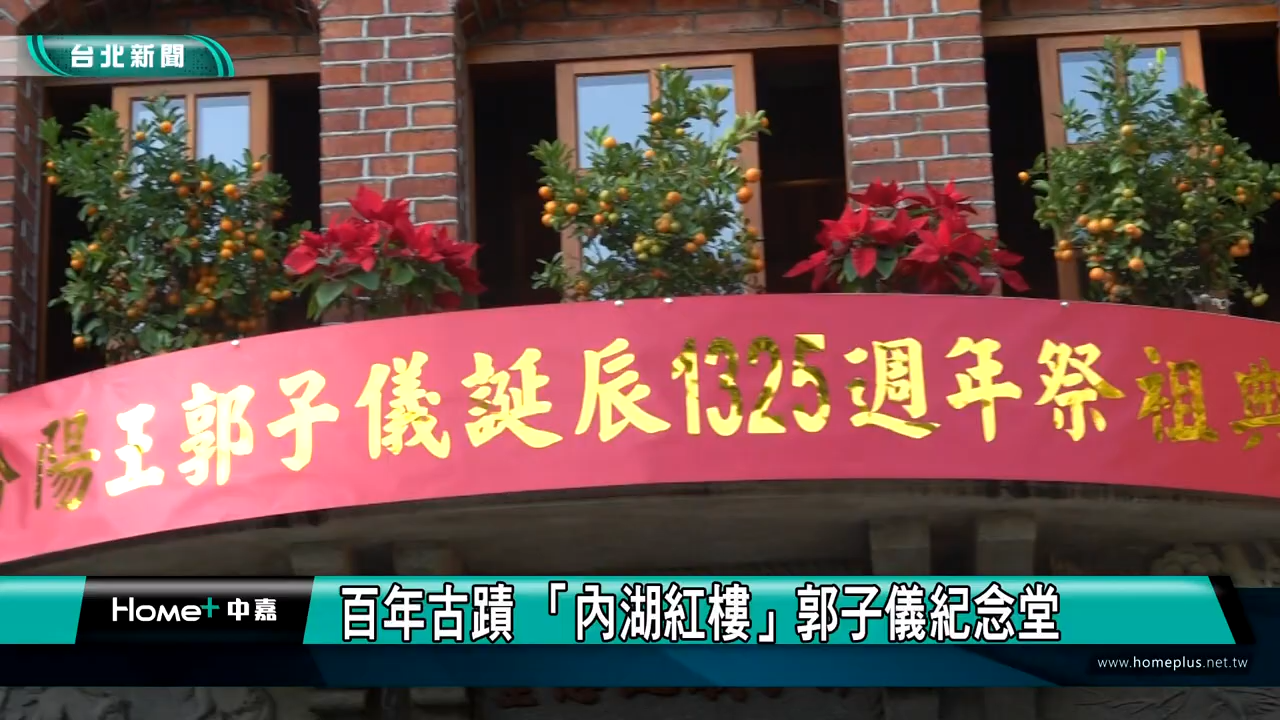 台北新聞
陽王郭子儀誕辰1325週年祭祖典
Home+ 中嘉
百年古蹟 「內湖紅樓」郭子儀紀念堂
www.homeplus.net.tw